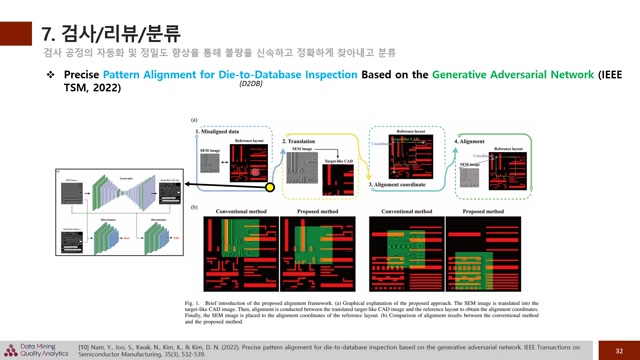 7. 검사/리뷰/분류
검사 공정의 자동화 및 정밀도 향상을 통해 불량을 신속하고 정확하게 찾아내고 분류
❖ Precise Pattern Alignment for Die-to-Database Inspection Based on the Generative Adversarial Network (IEEE
TSM, 2022)
(D2DB)
(a)
1. Misaligned data
Reference layout
SEM image
2. Translation
SEM image
Target-like CAD
Reference layout
Target-like CAD
Coordinate
3. Alignment coordinate
4. Alignment
Reference layout
Coordinate
SEM image
(b)
Conventional method
Proposed method
Conventional method
Proposed method
Fig. 1. Brief introduction of the proposed alignment framework. (a) Graphical explanation of the proposed approach. The SEM image is translated into the
target-like CAD image. Then, alignment is conducted between the translated target-like CAD image and the reference layout to obtain the alignment coordinates.
Finally, the SEM image is placed to the alignment coordinates of the reference layout. (b) Comparison of alignment results between the conventional method
and the proposed method.
Data Mining
Quality Analytics
[10] Nam, Y., Joo, S., Kwak, N., Kim, K., & Kim, D. N. (2022). Precise pattern alignment for die-to-database inspection based on the generative adversarial network. IEEE Transactions on
Semiconductor Manufacturing, 35(3), 532-539.
32